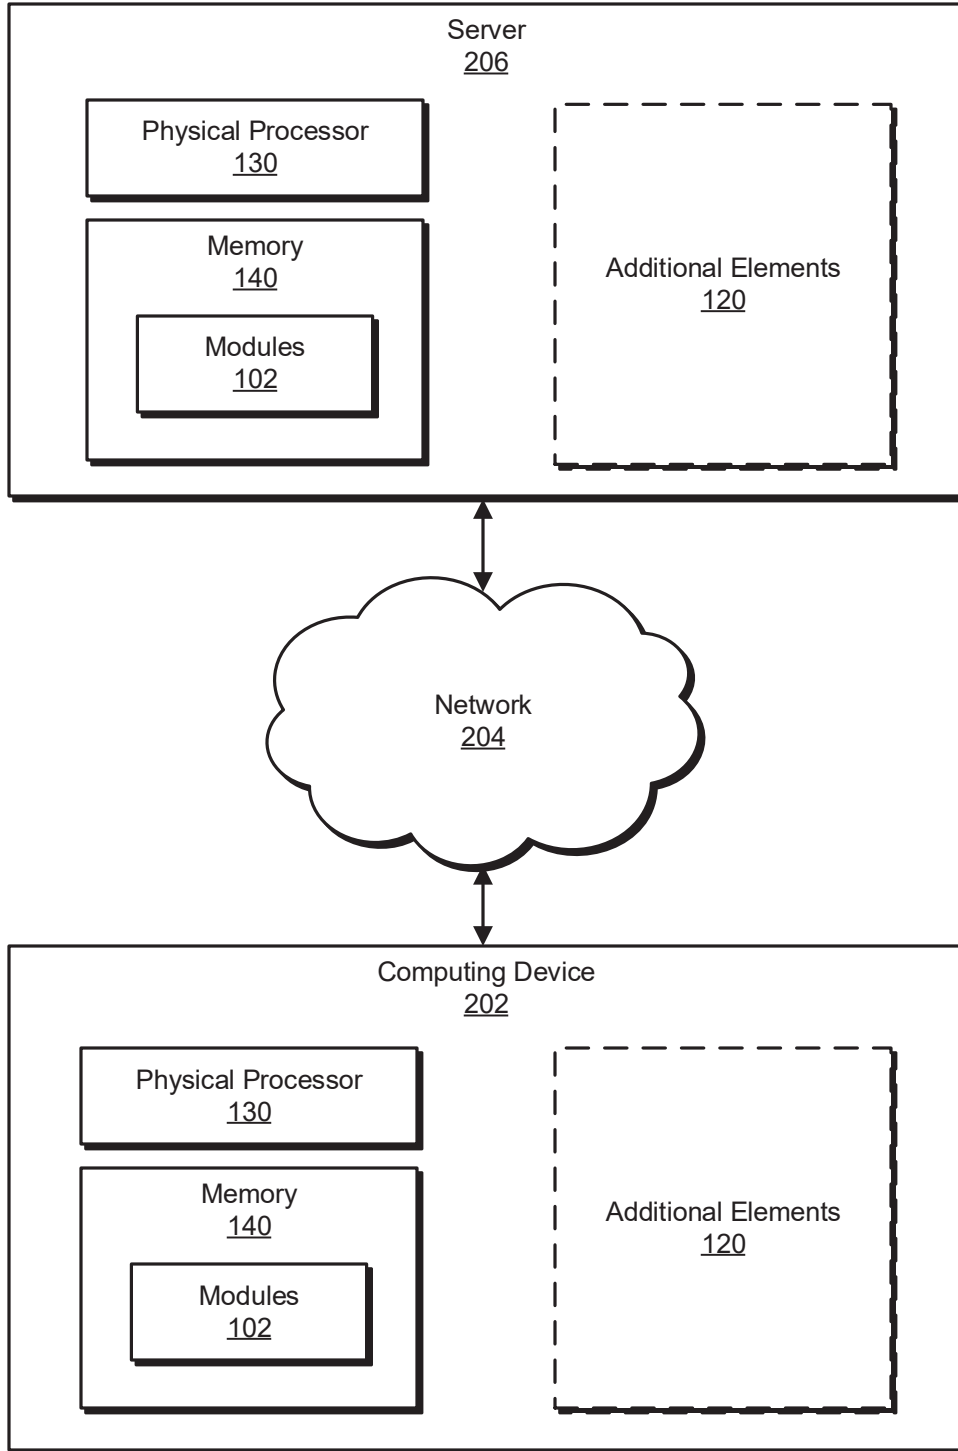 Server
206
Physical Processor
130
Memory
140
Modules
102
Additional Elements
120
Network
204
Computing Device
202
Physical Processor
130
Memory
140
Modules
102
Additional Elements
120